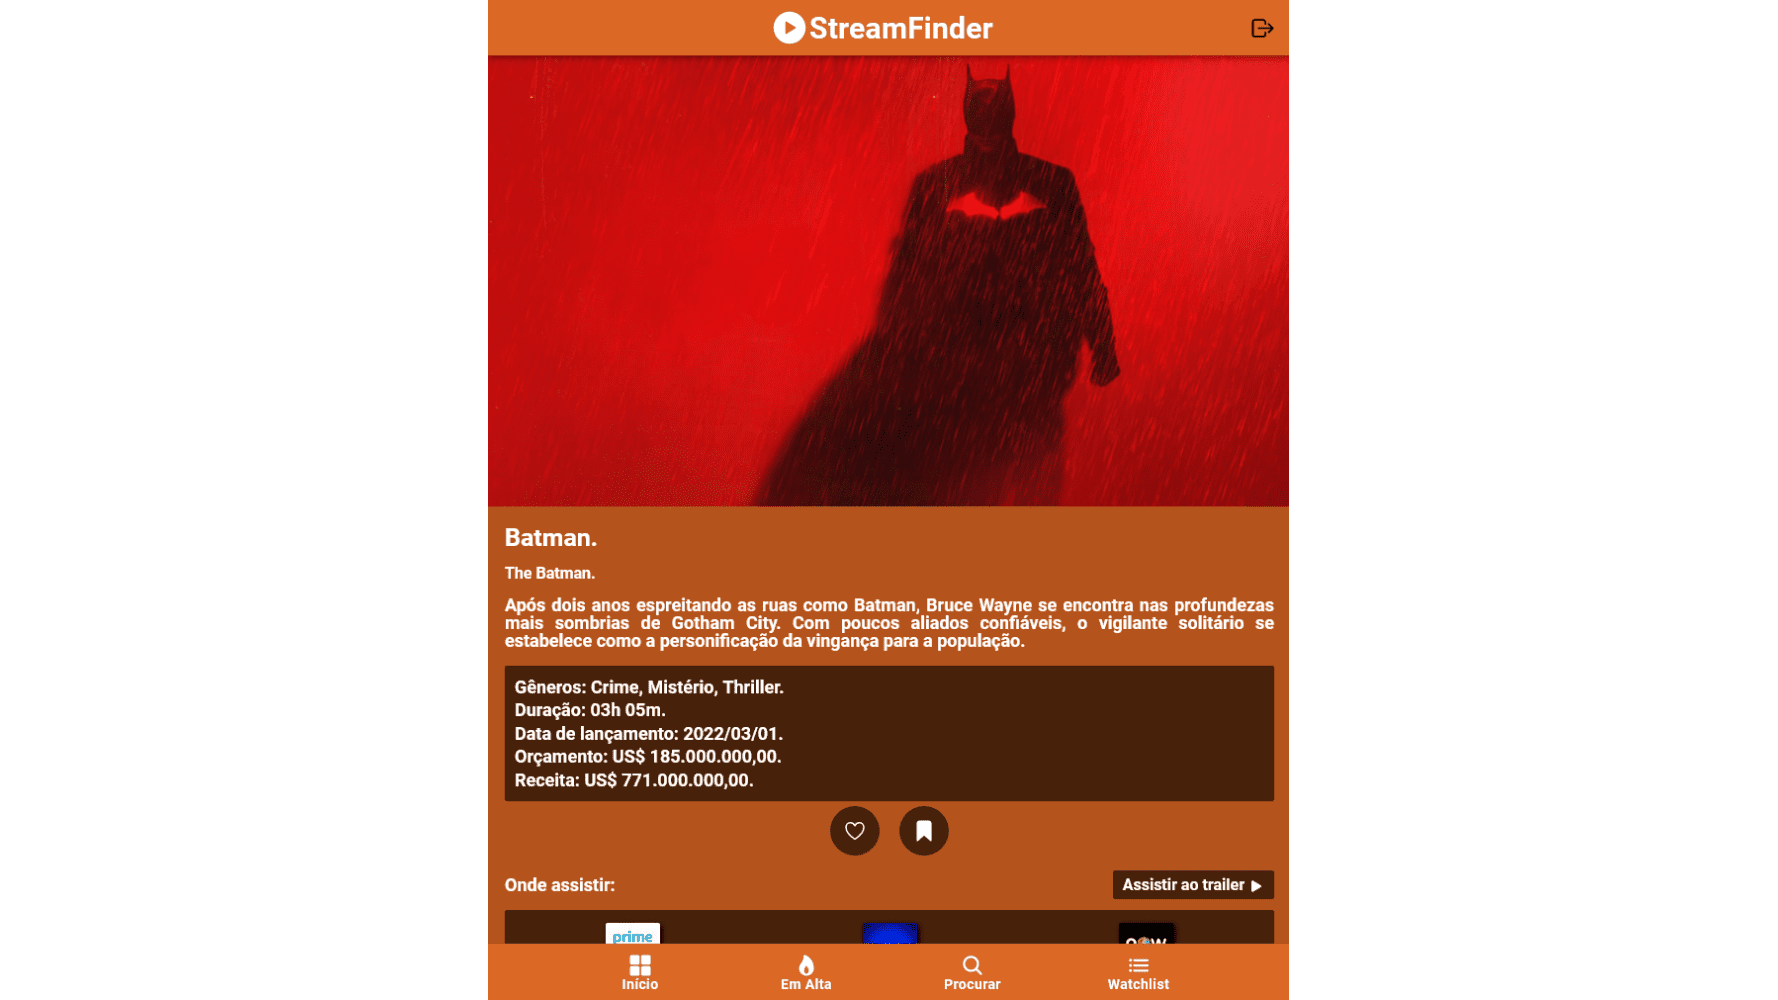 StreamFinder
Batman.
The Batman.
Após dois anos espreitando as ruas como Batman, Bruce Wayne se encontra nas profundezas
mais sombrias de Gotham City. Com poucos aliados confiáveis, o vigilante solitário se
estabelece como a personificação da vingança para a população.
Gêneros: Crime, Mistério, Thriller.
Duração: 03h 05m.
Data de lançamento: 2022/03/01.
Orçamento: US$ 185.000.000,00.
Receita: US$ 771.000.000,00.
Onde assistir:
Assistir ao trailer
prime
Início
Em Alta
Procurar
Watchlist